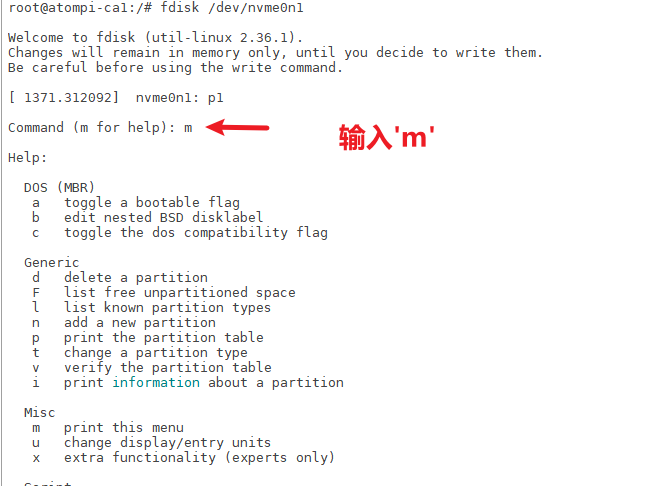 root@atompi-ca1:/# fdisk /dev/nvme0n1
Welcome to fdisk (util-linux 2.36.1).
Changes will remain in memory only, until you decide to write them.
Be careful before using the write command.
[ 1371.312092]  nvme0n1: p1
Command (m for help): m
输入'm'
Help:
DOS (MBR)
a   toggle a bootable flag
b   edit nested BSD disklabel
c   toggle the dos compatibility flag
Generic
d   delete a partition
F   list free unpartitioned space
l   list known partition types
n   add a new partition
p   print the partition table
t   change a partition type
v   verify the partition table
i   print information about a partition
Misc
m   print this menu
u   change display/entry units
x   extra functionality (experts only)